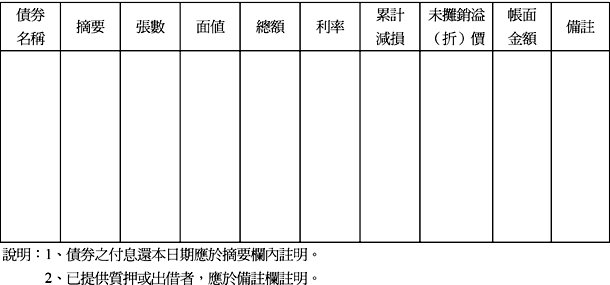 債券名稱 摘要 張數 面值 總額 利率 累計減損 未攤銷溢（折）價 帳面金額 備註
說明：1、債券之付息還本日期應於摘要欄內註明。
2、已提供質押或出借者，應於備註欄註明。